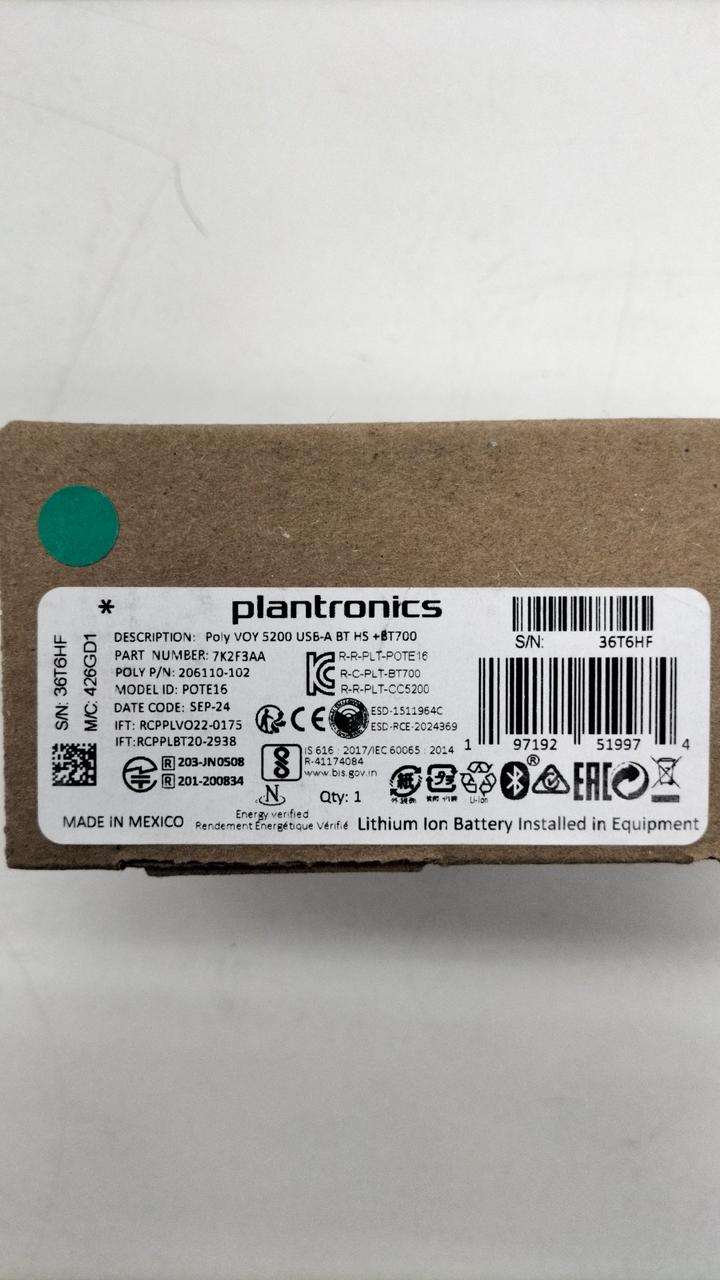 *
plantronics
DESCRIPTION: Poly VOY 5200 USB-A BT HS +BT700
PART NUMBER: 7K2F3AA
POLY P/N: 206110-102
MODEL ID: POTE16
DATE CODE: SEP-24
IFT: RCPPLVO22-0175
IFT:RCPPLBT20-2938
S/N: 36T6HF
M/C: 426GD1
R-R-PLT-POTE16
R-C-PLT-BT700
R-R-PLT-CC5200
ESD-1511964C
ESD-RCE-2024369
S/N: 36T6HF
1 97192 51997 4
R 203-JN0508
R 201-200834
IS 616 : 2017/IEC 60065 : 2014
R-41174084
www.bis.gov.in
CE
EAC
Li-ion
N
Energy verified
Rendement Énergétique Vérifié
Qty: 1
MADE IN MEXICO
Lithium Ion Battery Installed in Equipment